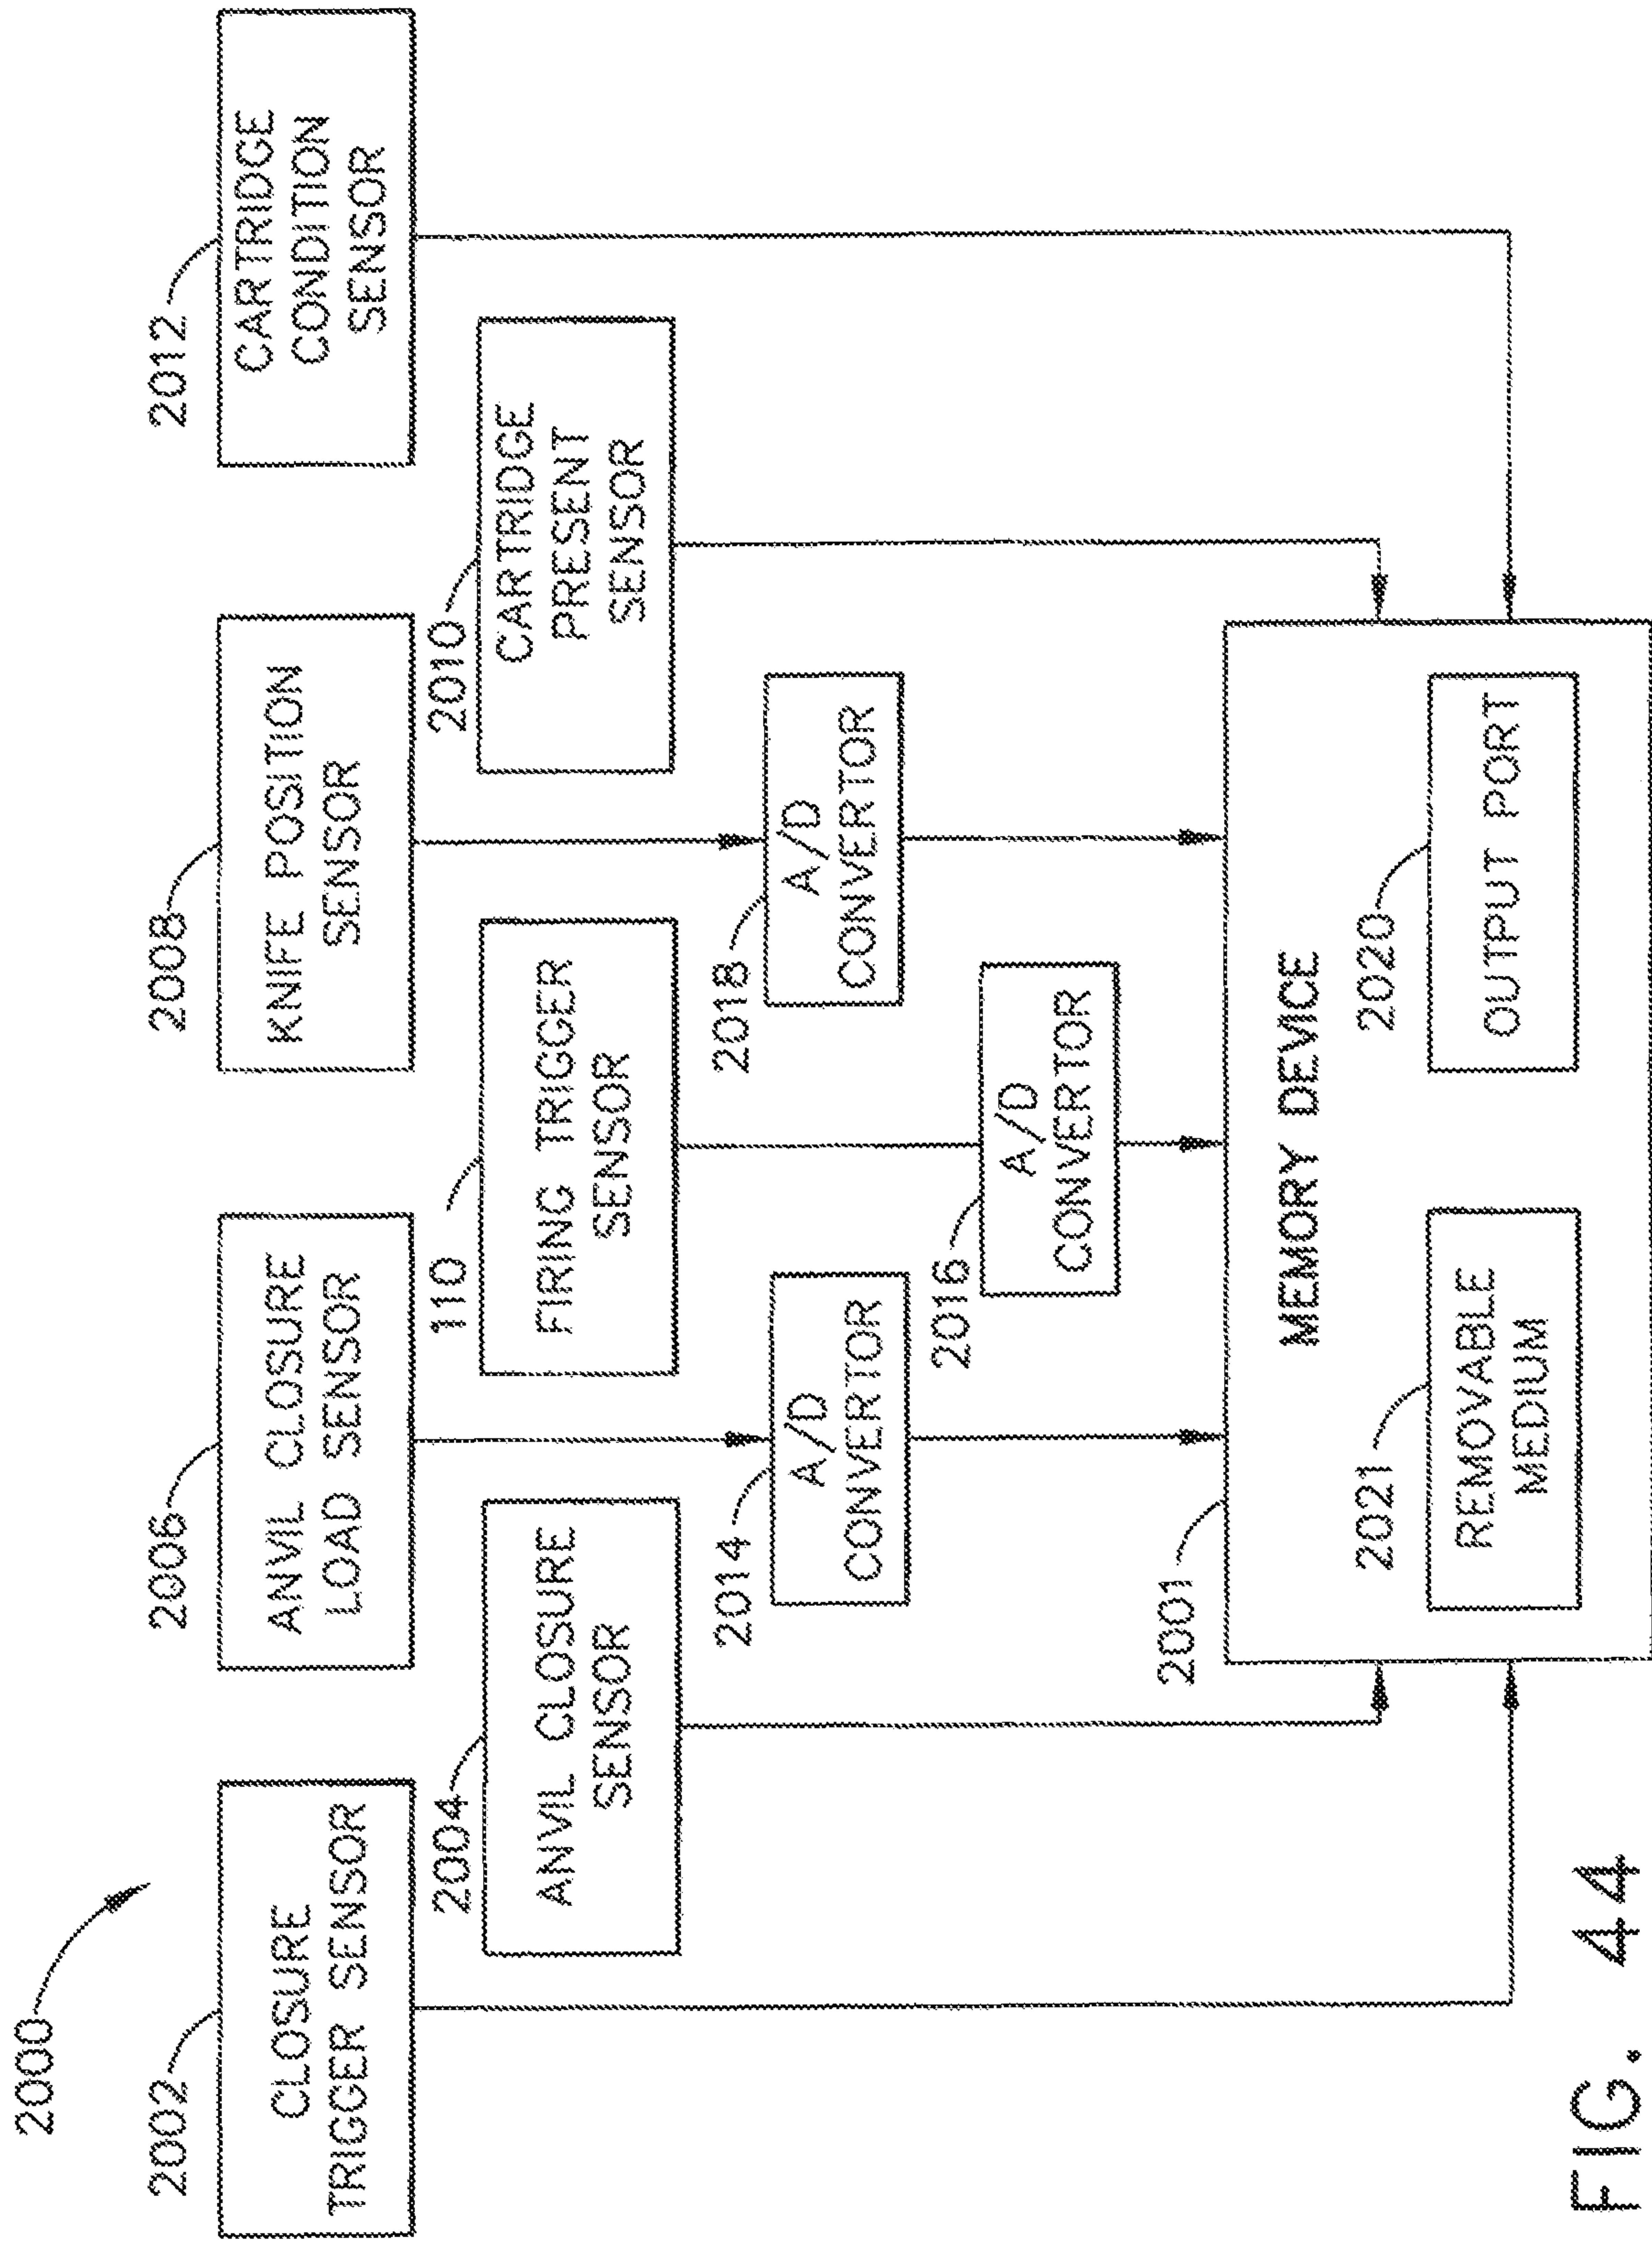 2000
2002
CLOSURE
TRIGGER SENSOR
2006
ANVIL CLOSURE
LOAD SENSOR
2008
KNIFE POSITION
SENSOR
2012
CARTRIDGE
CONDITION
SENSOR
2004
ANVIL CLOSURE
SENSOR
110
FIRING TRIGGER
SENSOR
2010
CARTRIDGE
PRESENT
SENSOR
2014
A/D
CONVERTOR
2018
A/D
CONVERTOR
2016
A/D
CONVERTOR
2001
MEMORY DEVICE
2021
REMOVABLE
MEDIUM
2020
OUTPUT PORT
FIG. 44